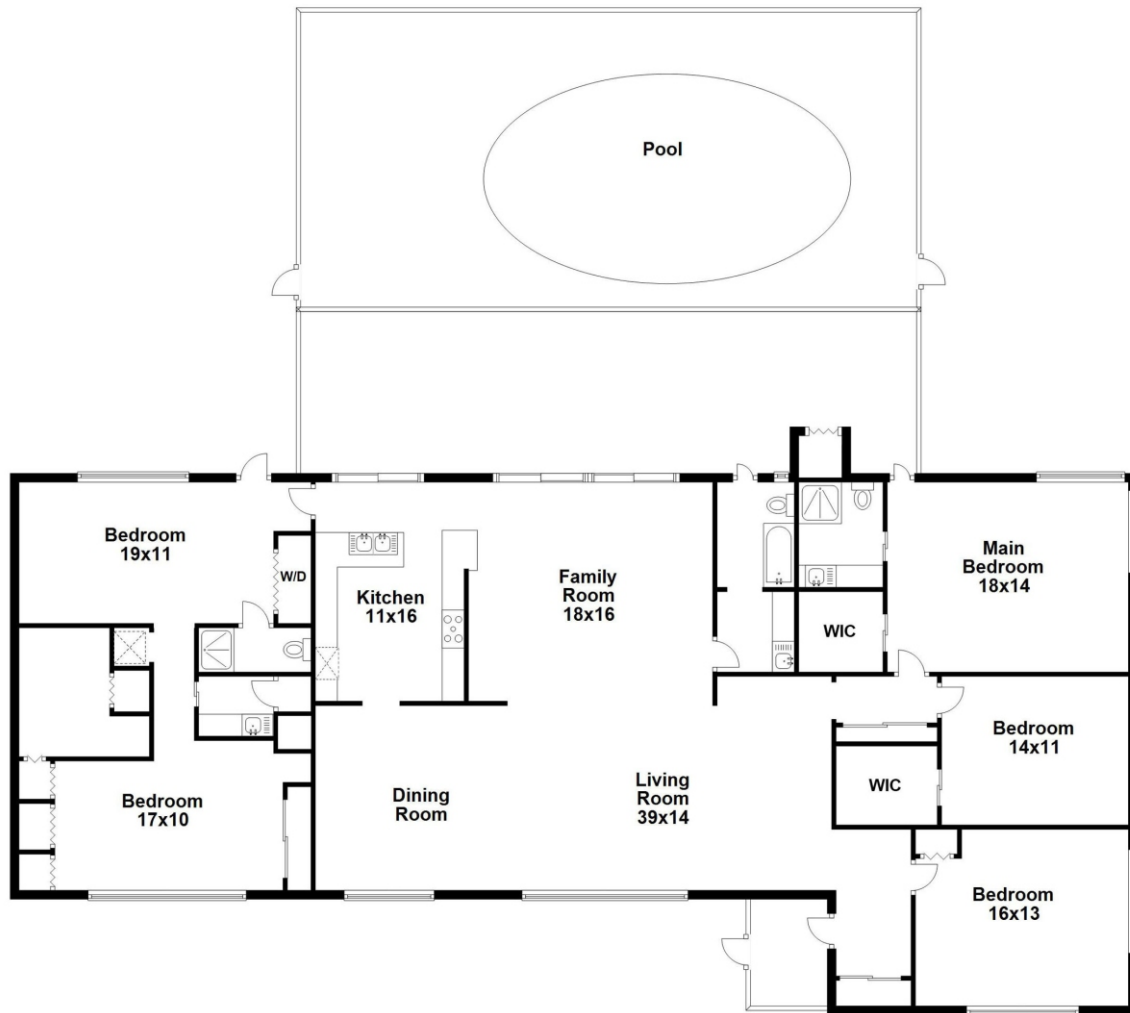 Pool
Bedroom
19x11
W/D
Kitchen
11x16
Family
Room
18x16
Main
Bedroom
18x14
WIC
Bedroom
14x11
WIC
Bedroom
17x10
Dining
Room
Living
Room
39x14
Bedroom
16x13